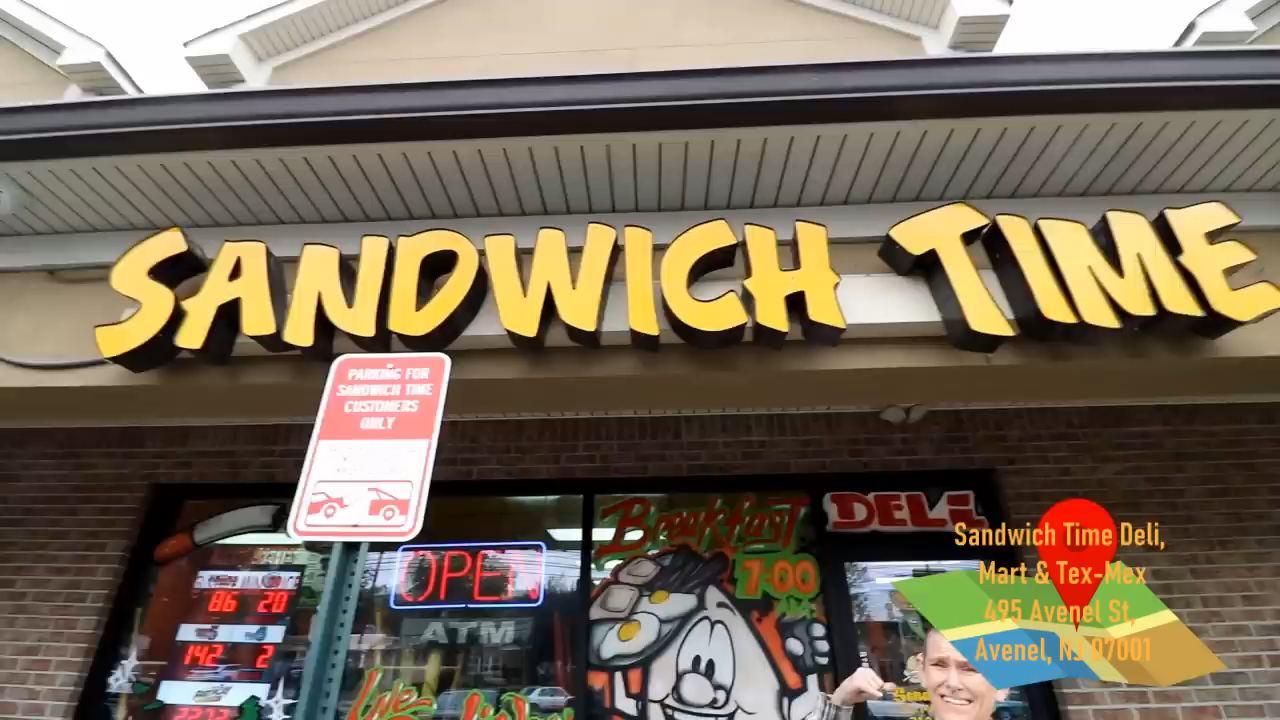 SANDWICH TIME
PARKING FOR
SANDWICH TIME
CUSTOMERS
ONLY
OPEN
ATM
Breakfast
7:00
AM
DELI
86 20
142 2
Sandwich Time Deli,
Mart & Tex-Mex
495 Avenel St,
Avenel, NJ 07001